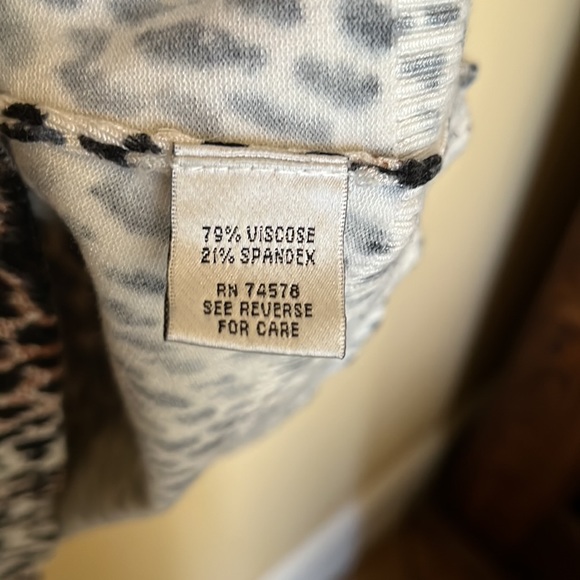 79% VISCOSE
21% SPANDEX
RN 74578
SEE REVERSE
FOR CARE